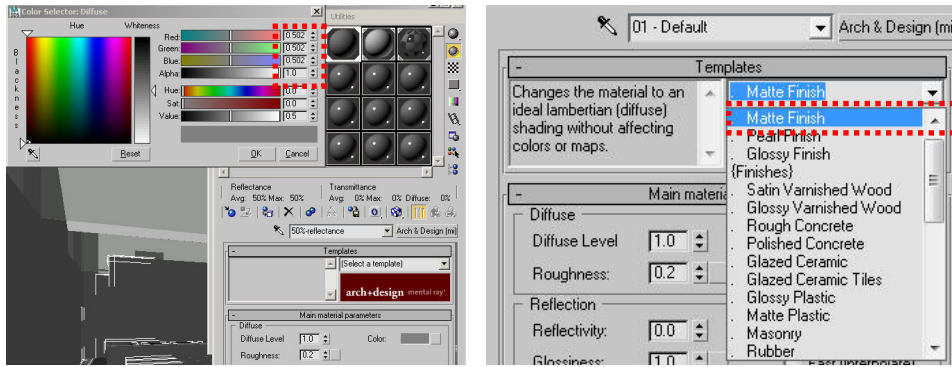 Color Selector: Diffuse
Hue
Whiteness
Blackness
Red:
0.502
Green:
0.502
Blue:
0.502
Alpha:
1.0
Hue:
0.0
Sat:
0.0
Value:
0.5
Reset
OK
Cancel
Utilities
Reflectance
Transmittance
Avg: 50% Max: 50%
Avg: 0% Max: 0% Diffuse: 0%
50%-reflectance
Arch & Design (mi)
- Templates
(Select a template)
arch+design mental ray
- Main material parameters
Diffuse
Diffuse Level
1.0
Color:
Roughness:
0.2
01 - Default
Arch & Design (mi
- Templates
Changes the material to an
ideal lambertian (diffuse)
shading without affecting
colors or maps.
Matte Finish
. Matte Finish
. Pearl Finish
. Glossy Finish
{Finishes}
. Satin Varnished Wood
. Glossy Varnished Wood
. Rough Concrete
. Polished Concrete
. Glazed Ceramic
. Glazed Ceramic Tiles
. Glossy Plastic
. Matte Plastic
. Masonry
. Rubber
- Main materia
Diffuse
Diffuse Level
1.0
Roughness:
0.2
Reflection
Reflectivity:
0.0
Glossiness:
1.0
Fast (interpolate)